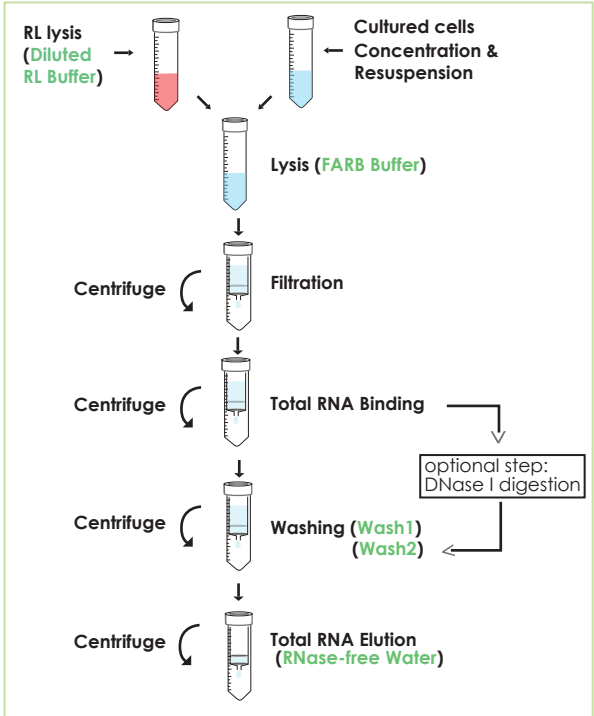 RL lysis
(Diluted
RL Buffer)
Cultured cells
Concentration &
Resuspension
Lysis (FARB Buffer)
Centrifuge
Filtration
Centrifuge
Total RNA Binding
optional step:
DNase I digestion
Centrifuge
Washing (Wash1)
(Wash2)
Centrifuge
Total RNA Elution
(RNase-free Water)